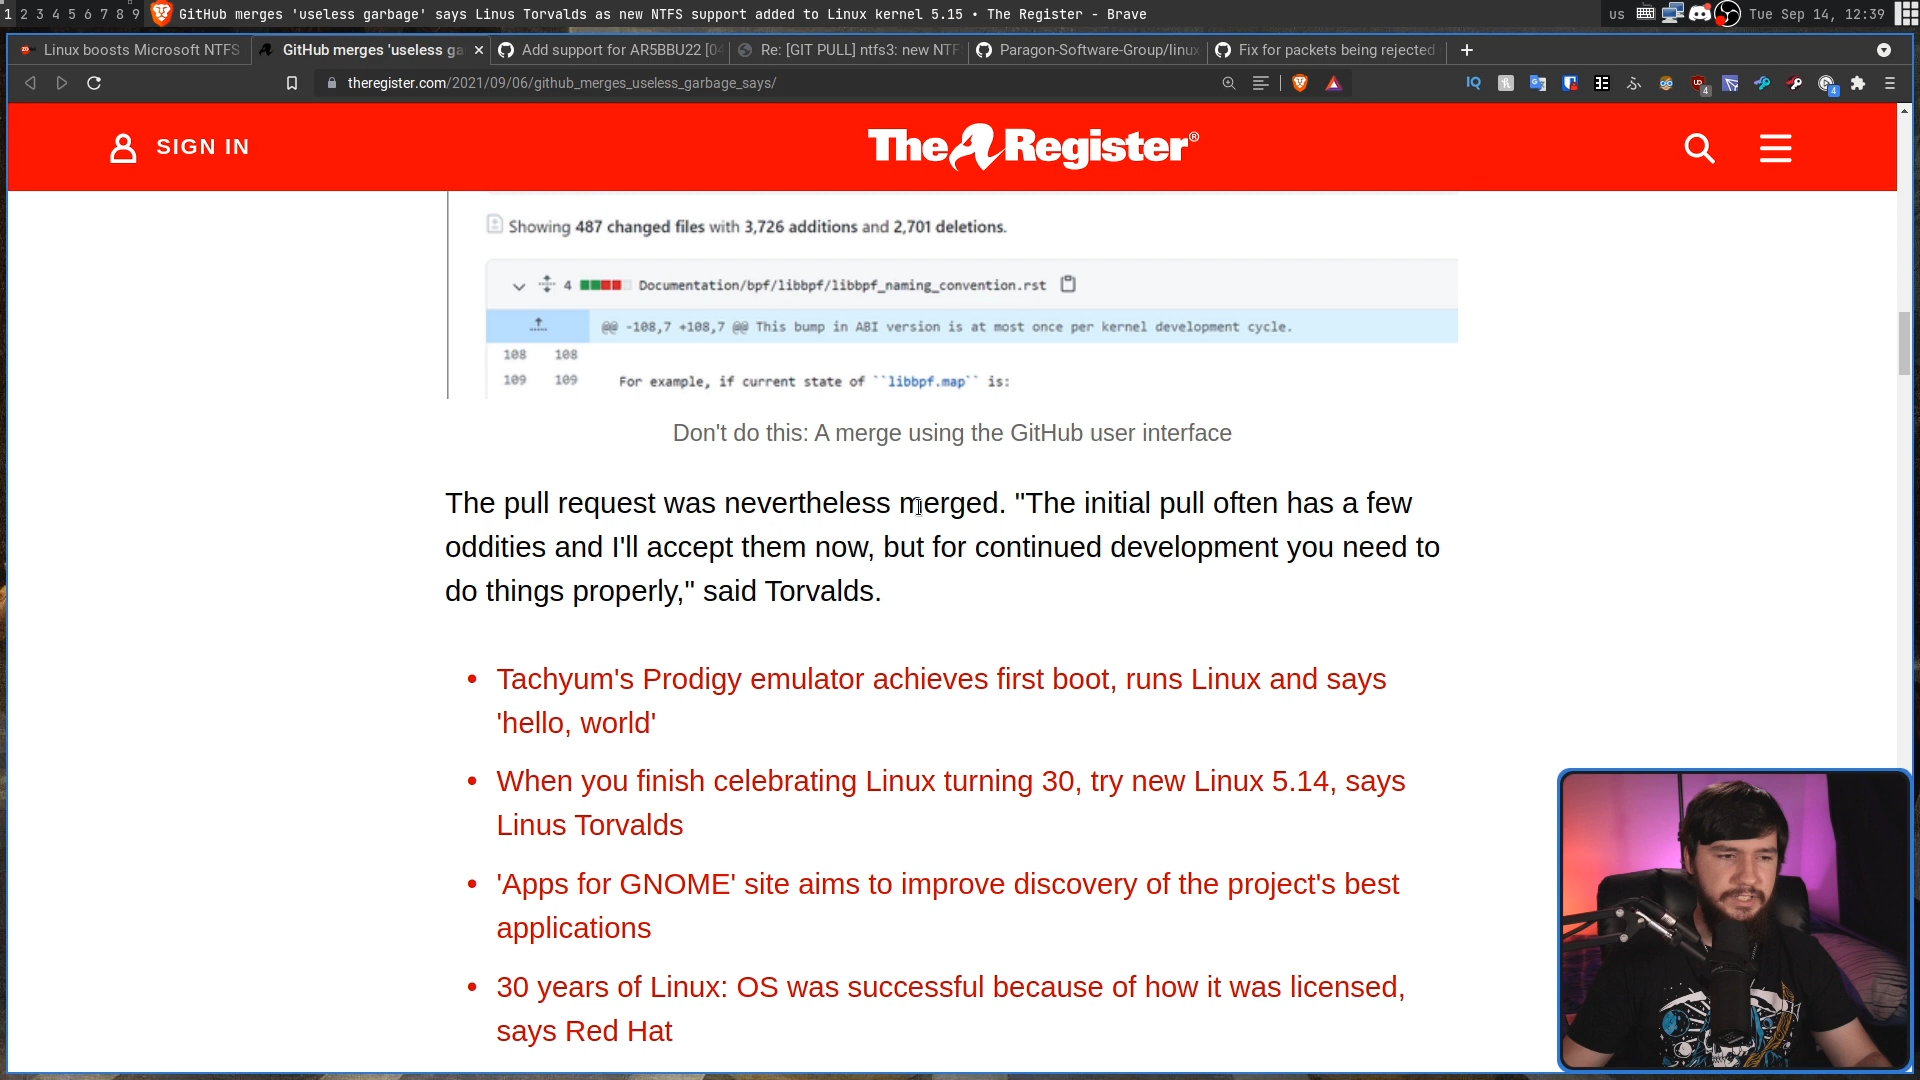 1 2 3 4 5 6 7 8 9 GitHub merges 'useless garbage' says Linus Torvalds as new NTFS support added to Linux kernel 5.15 • The Register - Brave
us Tue Sep 14, 12:39
Linux boosts Microsoft NTFS
GitHub merges 'useless ga
Add support for AR5BBU22 [04
Re: [GIT PULL] ntfs3: new NTF
Paragon-Software-Group/linux
Fix for packets being rejected
theregister.com/2021/09/06/github_merges_useless_garbage_says/
IQ
4
4
SIGN IN
The Register®
Showing 487 changed files with 3,726 additions and 2,701 deletions.
4 Documentation/bpf/libbpf/libbpf_naming_convention.rst
@@ -108,7 +108,7 @@ This bump in ABI version is at most once per kernel development cycle.
108 108
109 109 For example, if current state of ``libbpf.map`` is:
Don't do this: A merge using the GitHub user interface
The pull request was nevertheless merged. "The initial pull often has a few
oddities and I'll accept them now, but for continued development you need to
do things properly," said Torvalds.
• Tachyum's Prodigy emulator achieves first boot, runs Linux and says
'hello, world'
• When you finish celebrating Linux turning 30, try new Linux 5.14, says
Linus Torvalds
• 'Apps for GNOME' site aims to improve discovery of the project's best
applications
• 30 years of Linux: OS was successful because of how it was licensed,
says Red Hat